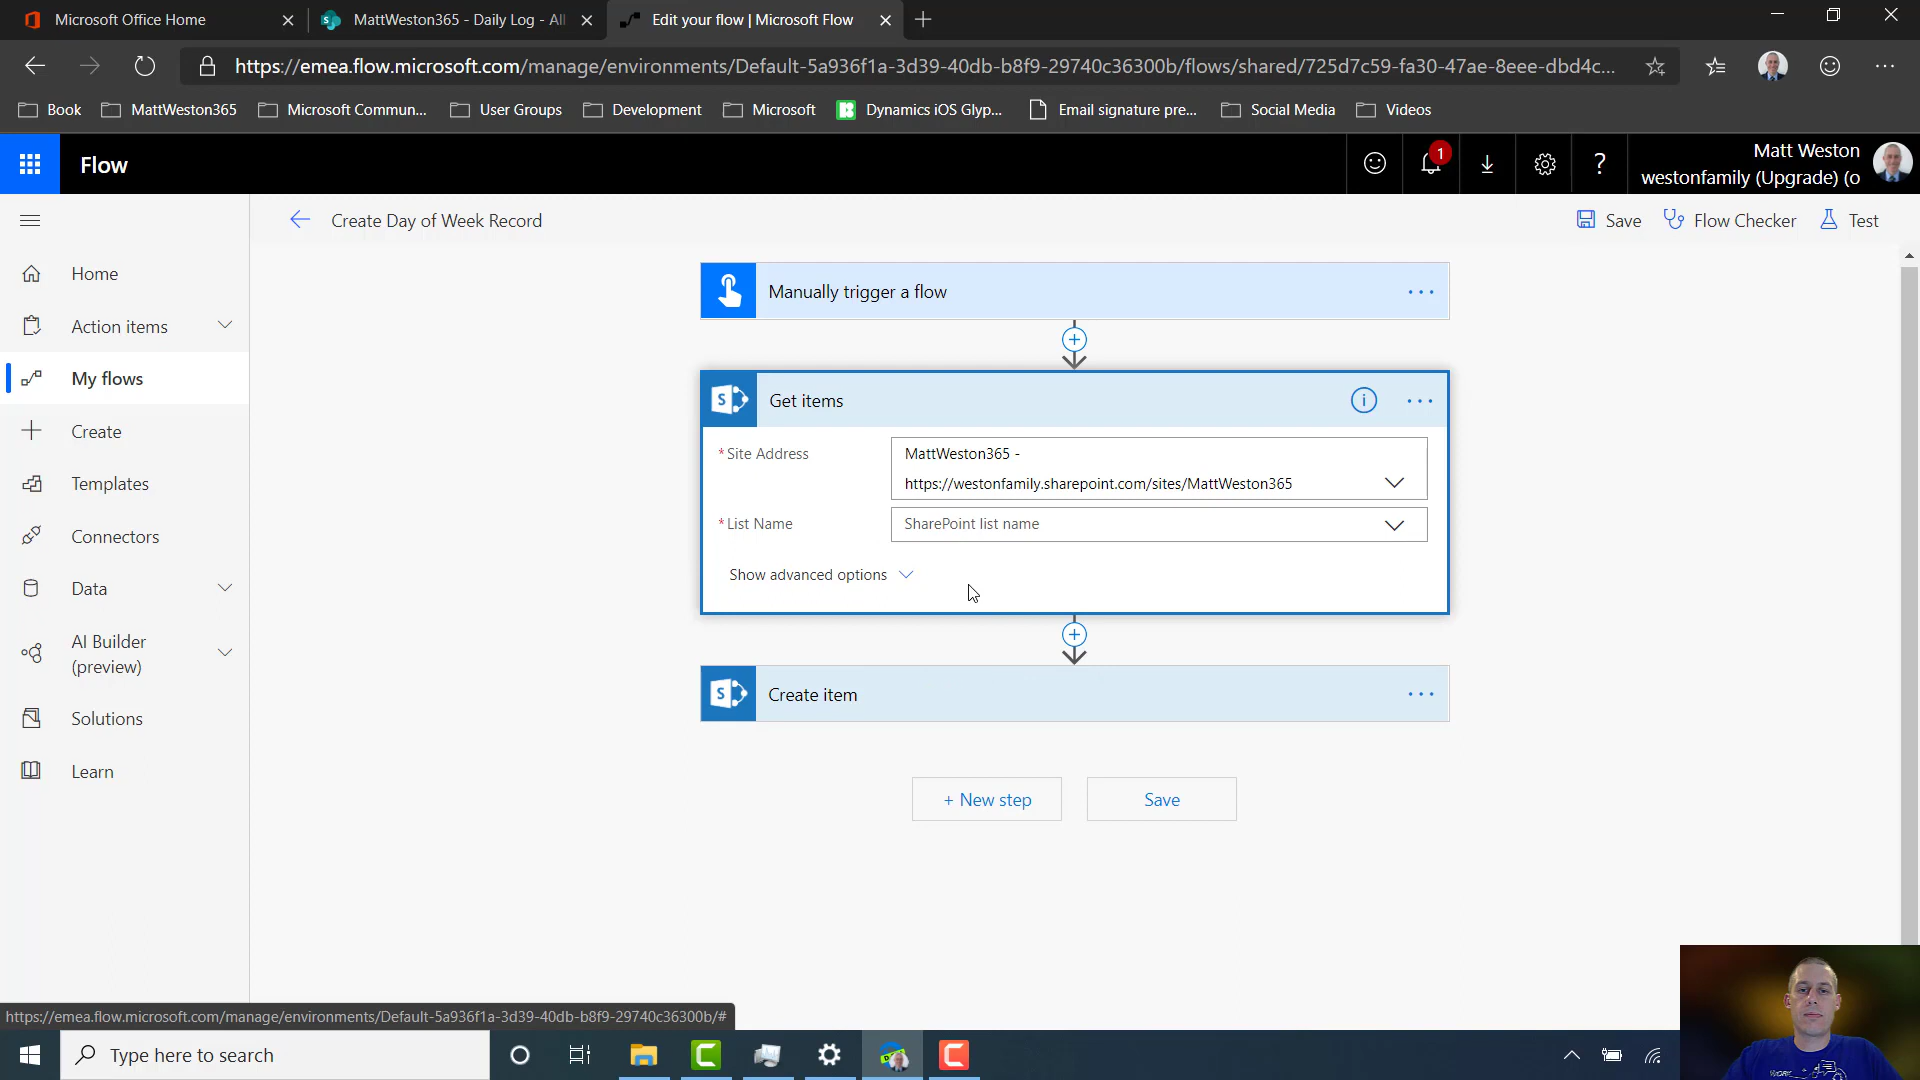 Microsoft Office Home
MattWeston365 - Daily Log - All
Edit your flow | Microsoft Flow
https://emea.flow.microsoft.com/manage/environments/Default-5a936f1a-3d39-40db-b8f9-29740c36300b/flows/shared/725d7c59-fa30-47ae-8eee-dbd4c...
Book
MattWeston365
Microsoft Commun...
User Groups
Development
Microsoft
Dynamics iOS Glyp...
Email signature pre...
Social Media
Videos
Flow
1
?
Matt Weston
westonfamily (Upgrade) (o
Create Day of Week Record
Save
Flow Checker
Test
Home
Action items
My flows
Create
Templates
Connectors
Data
AI Builder
(preview)
Solutions
Learn
Manually trigger a flow
Get items
* Site Address
MattWeston365 -
https://westonfamily.sharepoint.com/sites/MattWeston365
* List Name
SharePoint list name
Show advanced options
Create item
+ New step
Save
https://emea.flow.microsoft.com/manage/environments/Default-5a936f1a-3d39-40db-b8f9-29740c36300b/#
Type here to search